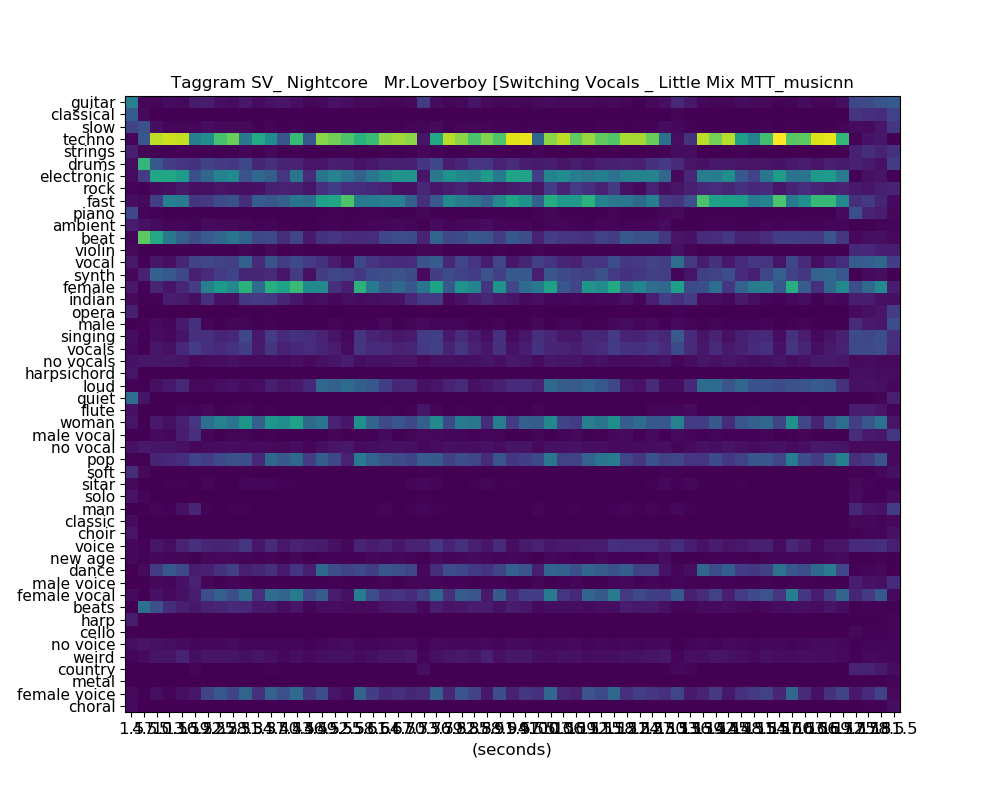 Taggram SV_ Nightcore   Mr.Loverboy [Switching Vocals _ Little Mix MTT_musicnn
guitar
classical
slow
techno
strings
drums
electronic
rock
fast
piano
ambient
beat
violin
vocal
synth
female
indian
opera
male
singing
vocals
no vocals
harpsichord
loud
quiet
flute
woman
male vocal
no vocal
pop
soft
sitar
solo
man
classic
choir
voice
new age
dance
male voice
female vocal
beats
harp
cello
no voice
weird
country
metal
female voice
choral
(seconds)